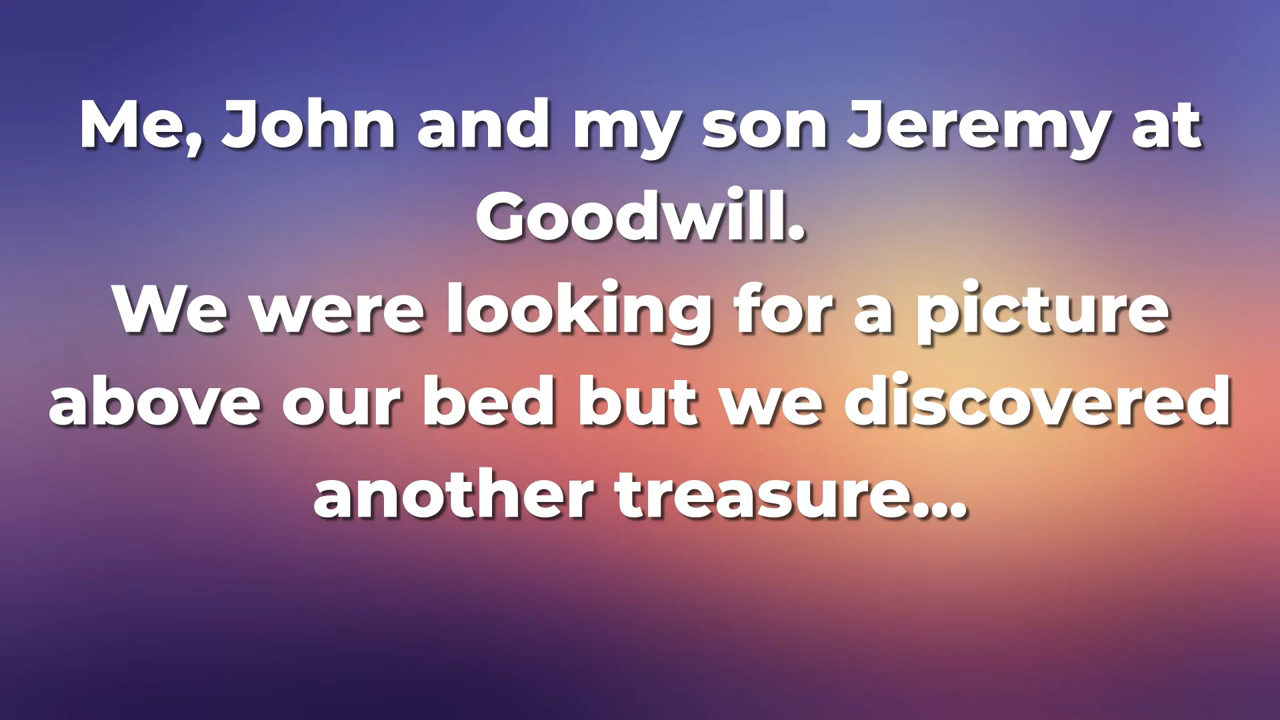 Me, John and my son Jeremy at
Goodwill.
We were looking for a picture
above our bed but we discovered
another treasure...